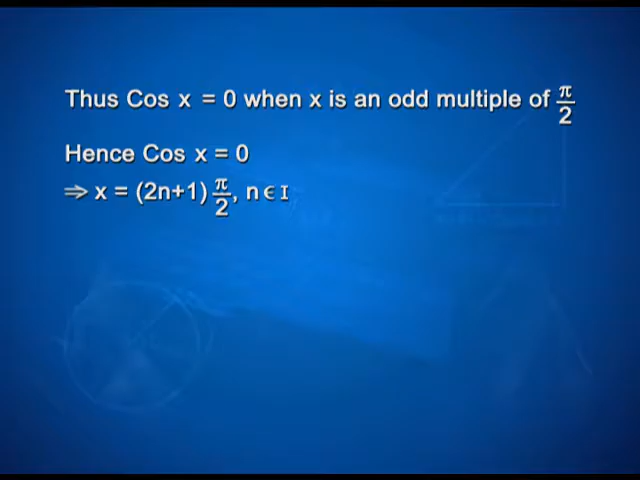 Thus Cos x = 0 when x is an odd multiple of π/2
Hence Cos x = 0
⇒ x = (2n+1) π/2, n ∈ I